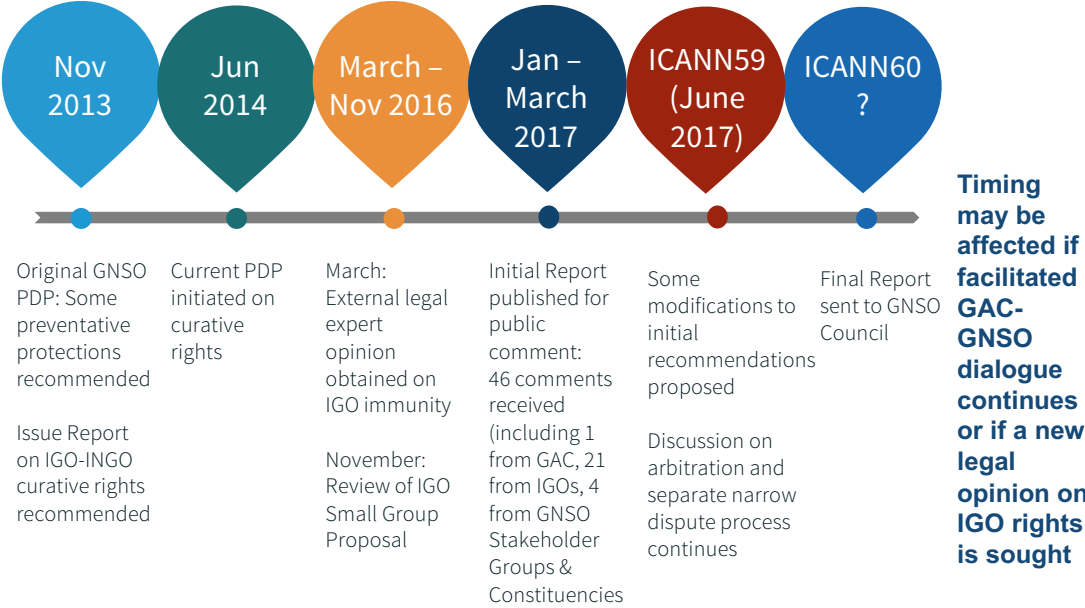 Nov
2013
Jun
2014
March –
Nov 2016
Jan –
March
2017
ICANN59
(June
2017)
ICANN60
?
Original GNSO
PDP: Some
preventative
protections
recommended
Issue Report
on IGO-INGO
curative rights
recommended
Current PDP
initiated on
curative
rights
March:
External legal
expert
opinion
obtained on
IGO immunity
November:
Review of IGO
Small Group
Proposal
Initial Report
published for
public
comment:
46 comments
received
(including 1
from GAC, 21
from IGOs, 4
from GNSO
Stakeholder
Groups &
Constituencies
Some
modifications to
initial
recommendations
proposed
Discussion on
arbitration and
separate narrow
dispute process
continues
Final Report
sent to GNSO
Council
Timing
may be
affected if
facilitated
GAC-
GNSO
dialogue
continues
or if a new
legal
opinion on
IGO rights
is sought